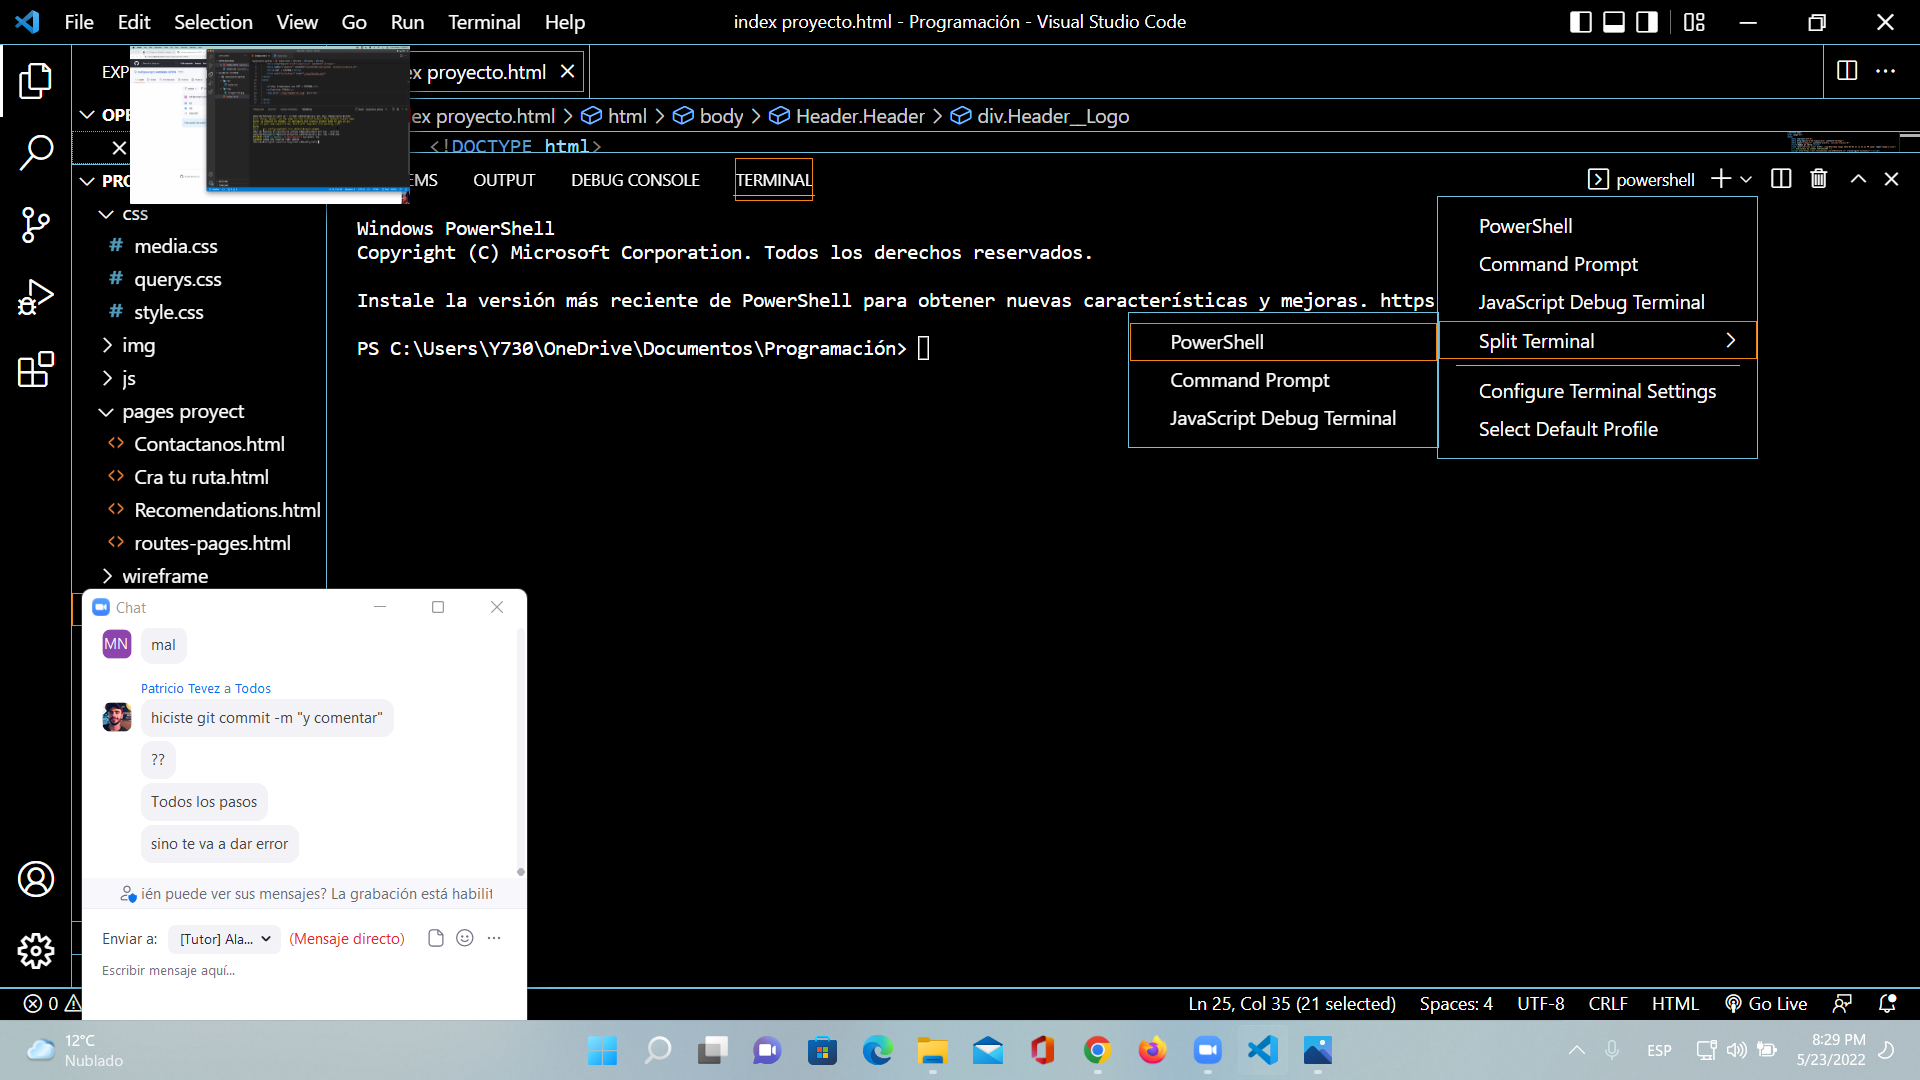 File Edit Selection View Go Run Terminal Help
index proyecto.html - Programación - Visual Studio Code
EXP
ex proyecto.html
OPE
ex proyecto.html > html > body > Header.Header > div.Header__Logo
<!DOCTYPE html>
PRO
EMS OUTPUT DEBUG CONSOLE TERMINAL
powershell
css
media.css
querys.css
style.css
img
js
pages proyect
Contactanos.html
Cra tu ruta.html
Recomendations.html
routes-pages.html
wireframe
Windows PowerShell
Copyright (C) Microsoft Corporation. Todos los derechos reservados.
Instale la versión más reciente de PowerShell para obtener nuevas características y mejoras. https
PS C:\Users\Y730\OneDrive\Documentos\Programación>
PowerShell
Command Prompt
JavaScript Debug Terminal
Split Terminal
Configure Terminal Settings
Select Default Profile
PowerShell
Command Prompt
JavaScript Debug Terminal
Chat
MN
mal
Patricio Tevez a Todos
hiciste git commit -m "y comentar"
??
Todos los pasos
sino te va a dar error
ién puede ver sus mensajes? La grabación está habilit
Enviar a: [Tutor] Ala... (Mensaje directo)
Escribir mensaje aquí...
0
Ln 25, Col 35 (21 selected) Spaces: 4 UTF-8 CRLF HTML Go Live
12°C
Nublado
ESP
8:29 PM
5/23/2022